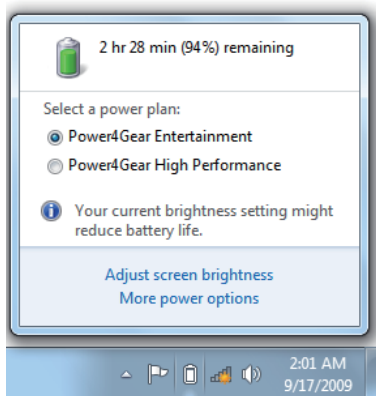 2 hr 28 min (94%) remaining
Select a power plan:
Power4Gear Entertainment
Power4Gear High Performance
Your current brightness setting might
reduce battery life.
Adjust screen brightness
More power options
2:01 AM
9/17/2009